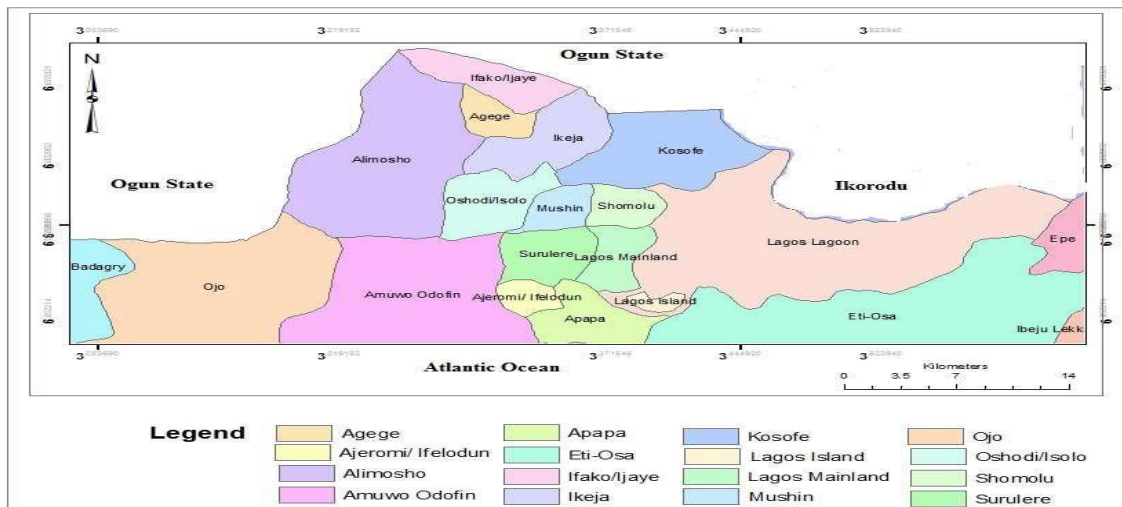 Ogun State
N
Ifako/Ijaye
Agege
Ikeja
Kosofe
Alimosho
Ogun State
Ikorodu
Oshodi/Isolo
Mushin
Shomolu
Lagos Lagoon
Epe
Badagry
Surulere
Lagos Mainland
Ojo
Amuwo Odofin
Ajeromi/ Ifelodun
Lagos Island
Apapa
Eti-Osa
Ibeju Lekk
Atlantic Ocean
Kilometers
0 3.5 7 14
Legend
Agege
Ajeromi/ Ifelodun
Alimosho
Amuwo Odofin
Apapa
Eti-Osa
Ifako/Ijaye
Ikeja
Kosofe
Lagos Island
Lagos Mainland
Mushin
Ojo
Oshodi/Isolo
Shomolu
Surulere